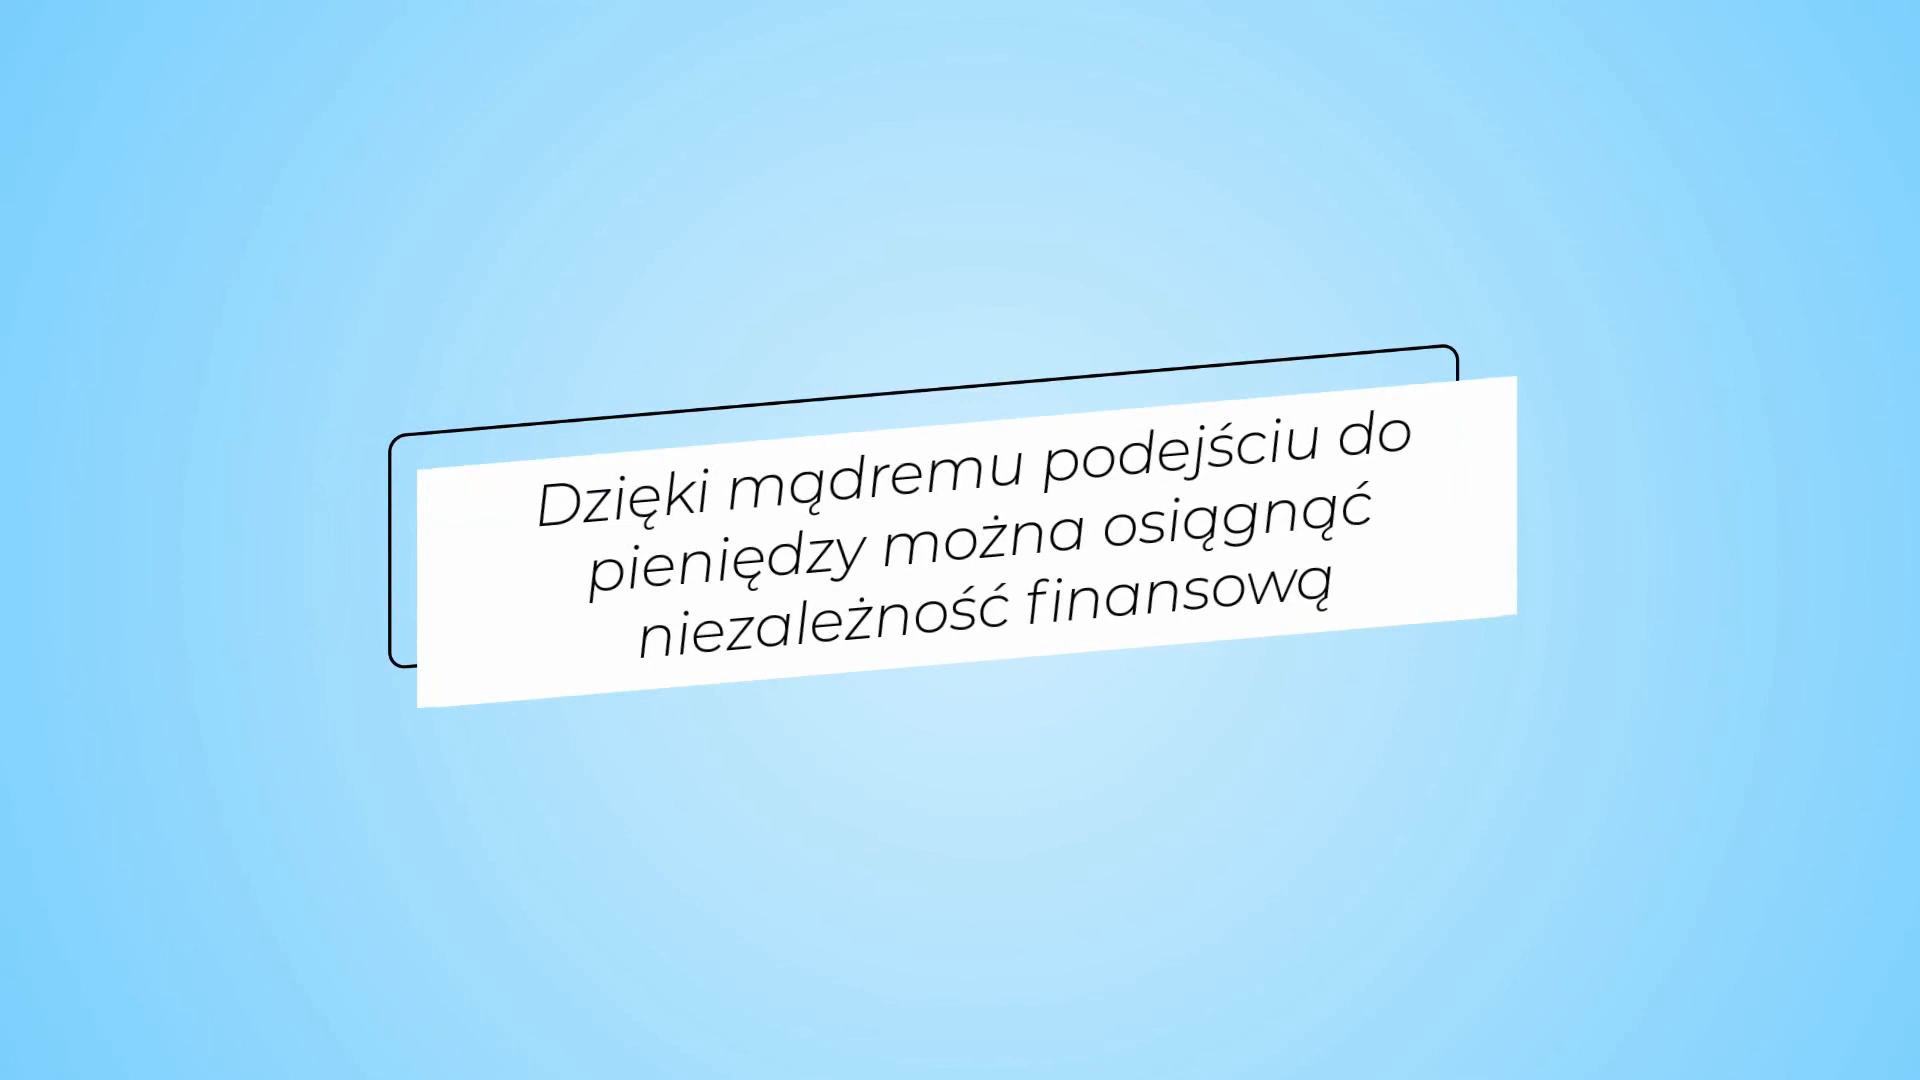 Dzięki mądremu podejściu do
pieniędzy można osiągnąć
niezależność finansową